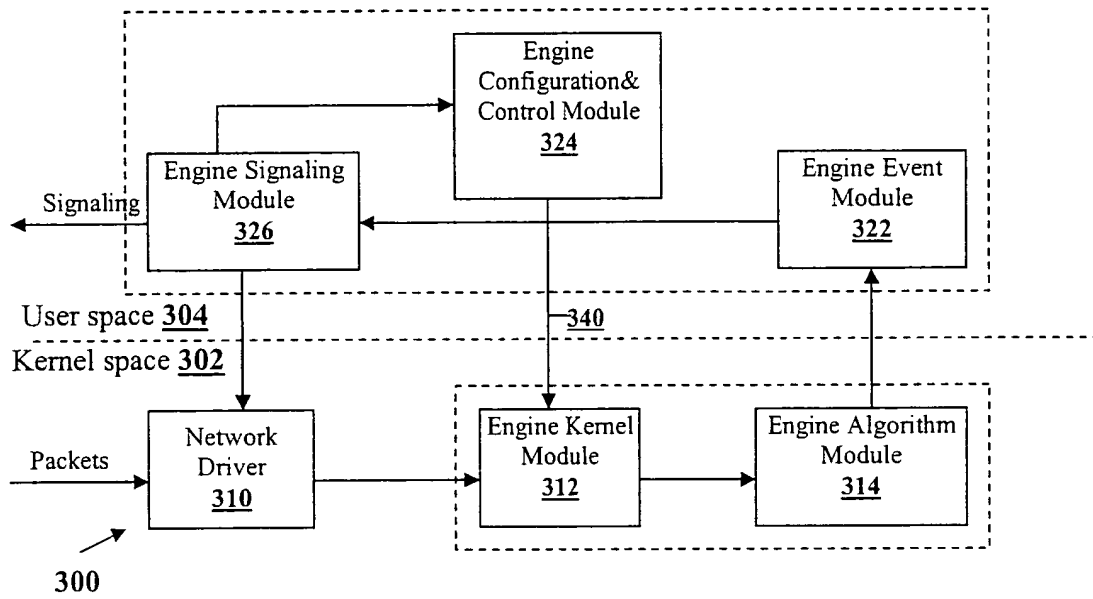 Engine
Configuration&
Control Module
324
Engine Signaling
Module
326
Engine Event
Module
322
Signaling
User space 304
340
Kernel space 302
Network
Driver
310
Engine Kernel
Module
312
Engine Algorithm
Module
314
Packets
300